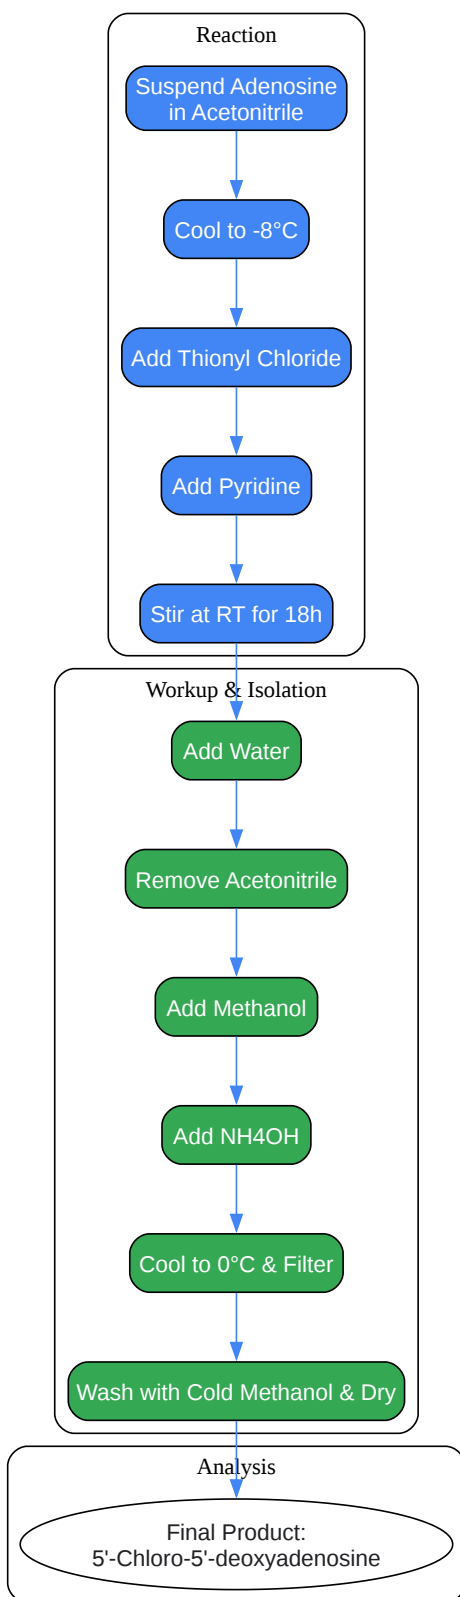 Reaction
Suspend Adenosine
in Acetonitrile
Cool to -8°C
Add Thionyl Chloride
Add Pyridine
Stir at RT for 18h
Workup & Isolation
Add Water
Remove Acetonitrile
Add Methanol
Add NH4OH
Cool to 0°C & Filter
Wash with Cold Methanol & Dry
Analysis
Final Product:
5'-Chloro-5'-deoxyadenosine